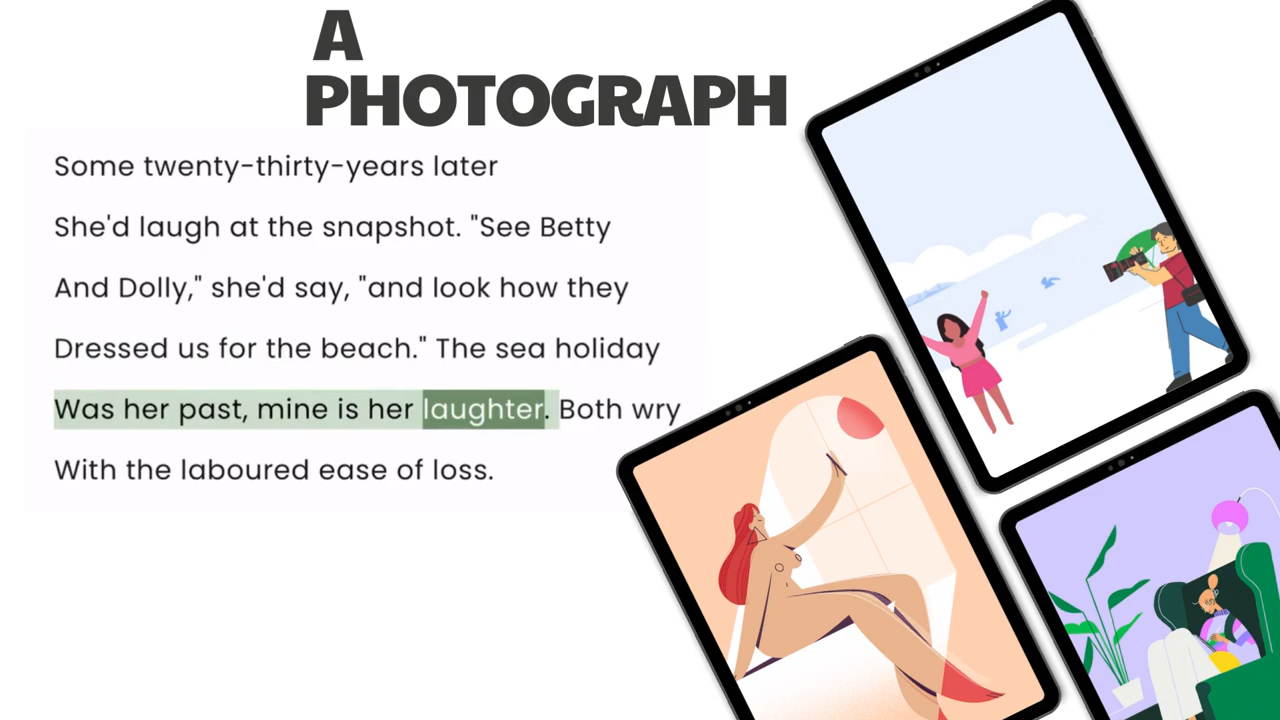 A
PHOTOGRAPH
Some twenty-thirty-years later
She'd laugh at the snapshot. "See Betty
And Dolly," she'd say, "and look how they
Dressed us for the beach." The sea holiday
Was her past, mine is her laughter. Both wry
With the laboured ease of loss.